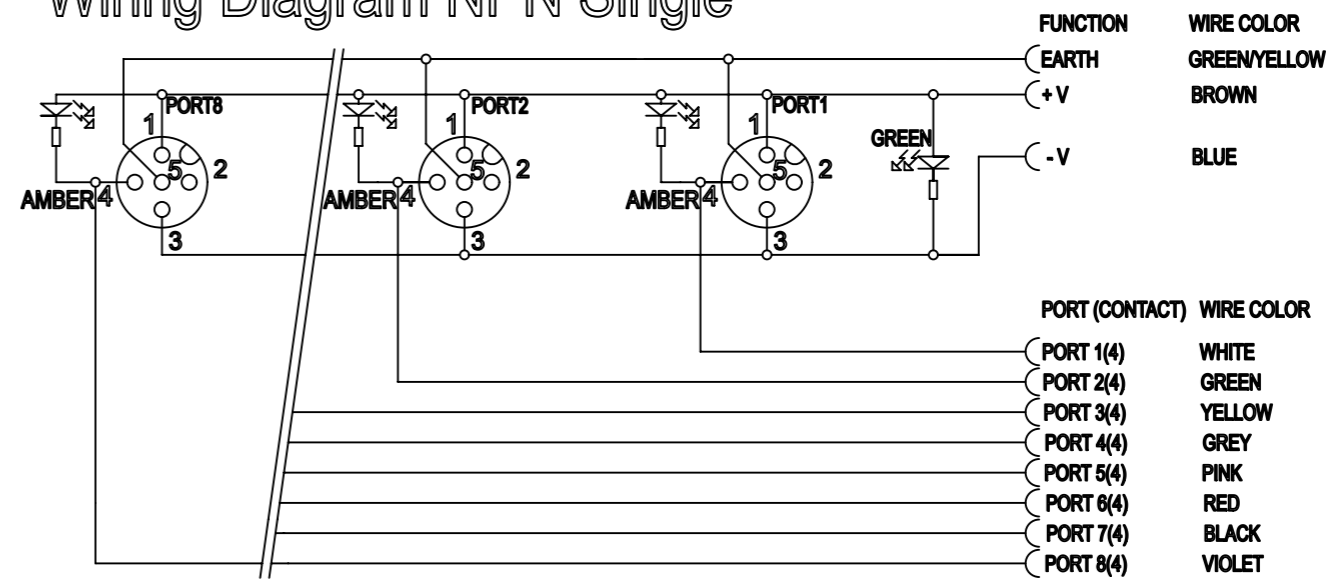 Wiring Diagram NPN Single
FUNCTION WIRE COLOR
EARTH GREEN/YELLOW
+ V BROWN
- V BLUE
PORT8 PORT2 PORT1
1 1 1
GREEN
5 2 5 2 5 2
AMBER 4 AMBER 4 AMBER 4
3 3 3
PORT (CONTACT) WIRE COLOR
PORT 1(4) WHITE
PORT 2(4) GREEN
PORT 3(4) YELLOW
PORT 4(4) GREY
PORT 5(4) PINK
PORT 6(4) RED
PORT 7(4) BLACK
PORT 8(4) VIOLET